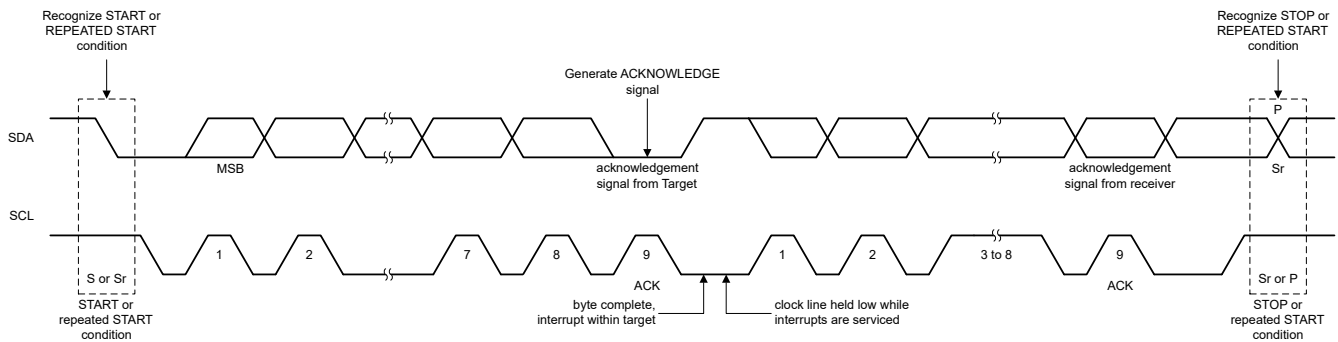 Recognize START or
REPEATED START
condition
Recognize STOP or
REPEATED START
condition
Generate ACKNOWLEDGE
signal
P
SDA
MSB
acknowledgement
signal from Target
acknowledgement
signal from receiver
Sr
SCL
1
2
7
8
9
1
2
3 to 8
9
S or Sr
ACK
ACK
Sr or P
START or
repeated START
condition
byte complete,
interrupt within target
clock line held low while
interrupts are serviced
STOP or
repeated START
condition